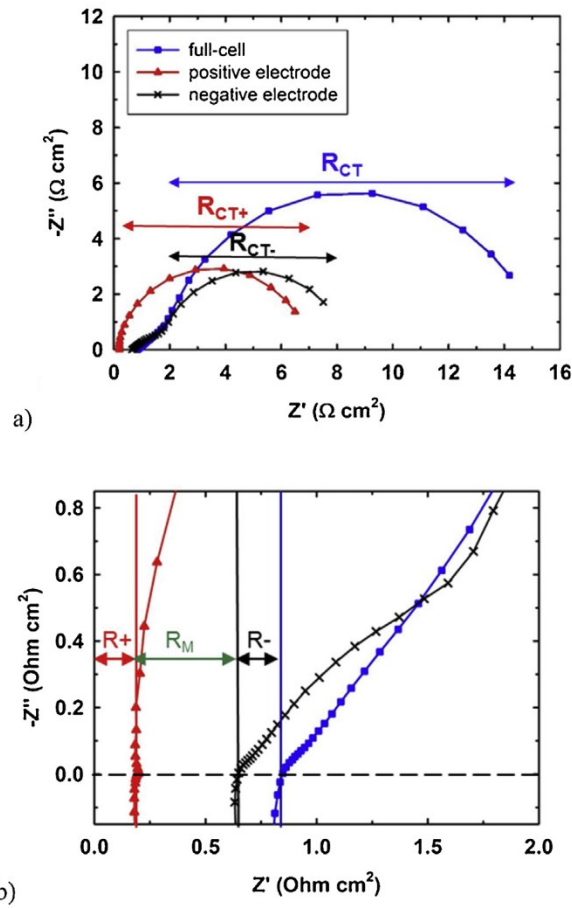 12
10
8
6
4
2
0
-Z'' (Ω cm²)
full-cell
positive electrode
negative electrode
R_CT
R_CT+
R_CT-
0 2 4 6 8 10 12 14 16
Z' (Ω cm²)
a)
0.8
0.6
0.4
0.2
0.0
-Z'' (Ohm cm²)
R+ R_M R-
0.0 0.5 1.0 1.5 2.0
Z' (Ohm cm²)
b)